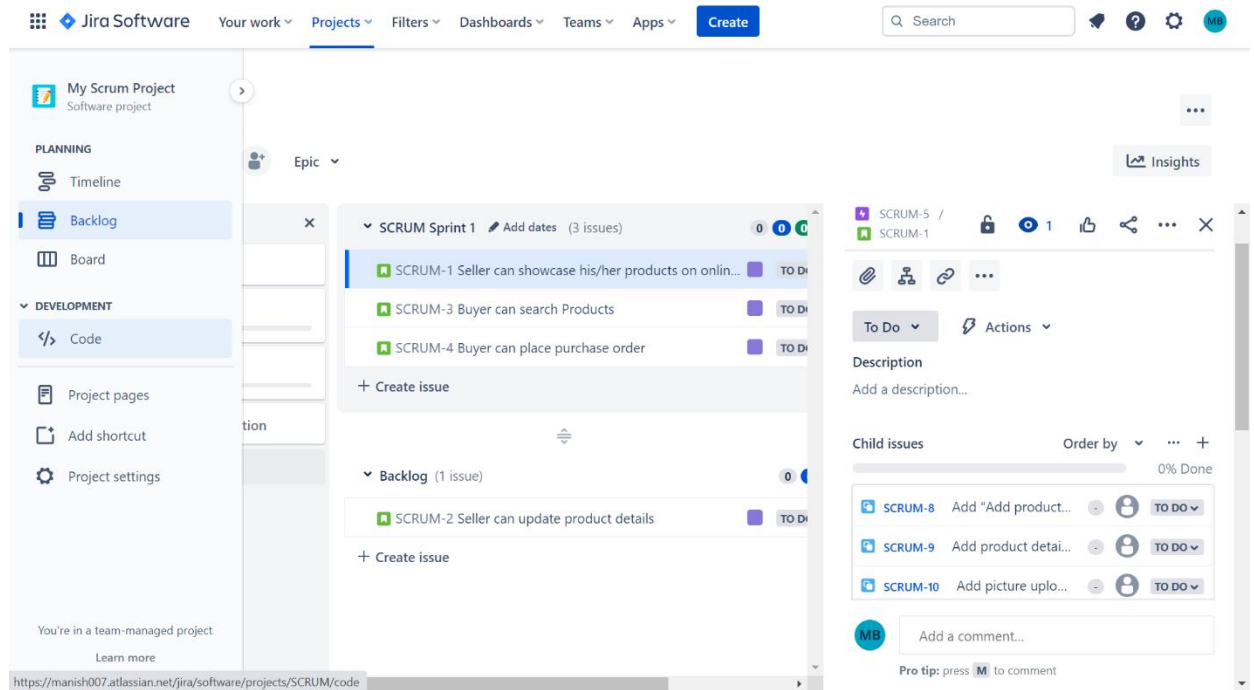 Jira Software Your work Projects Filters Dashboards Teams Apps Create Search MB
My Scrum Project
Software project
PLANNING
Timeline
Backlog
Board
DEVELOPMENT
Code
Project pages
Add shortcut
Project settings
You're in a team-managed project
Learn more
https://manish007.atlassian.net/jira/software/projects/SCRUM/code
Epic
Insights
tion
SCRUM Sprint 1 Add dates (3 issues) 0 0 0
SCRUM-1 Seller can showcase his/her products on onlin... TO D
SCRUM-3 Buyer can search Products TO D
SCRUM-4 Buyer can place purchase order TO D
+ Create issue
Backlog (1 issue) 0
SCRUM-2 Seller can update product details TO D
+ Create issue
SCRUM-5 /
SCRUM-1
1
To Do Actions
Description
Add a description...
Child issues Order by
0% Done
SCRUM-8 Add "Add product... - TO DO
SCRUM-9 Add product detai... - TO DO
SCRUM-10 Add picture uplo... - TO DO
MB Add a comment...
Pro tip: press M to comment